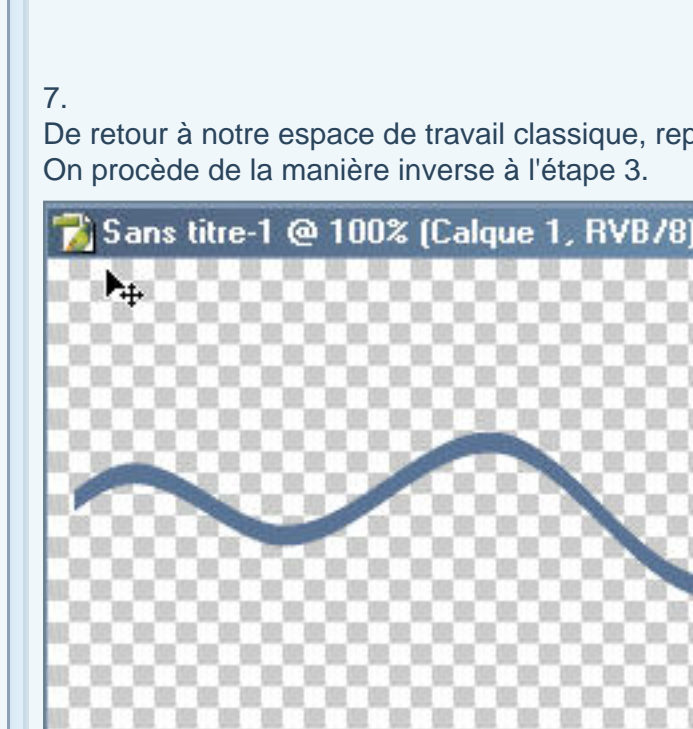 7.
De retour à notre espace de travail classique, rep
On procède de la manière inverse à l'étape 3.
Sans titre-1 @ 100% (Calque 1, RVB/8)